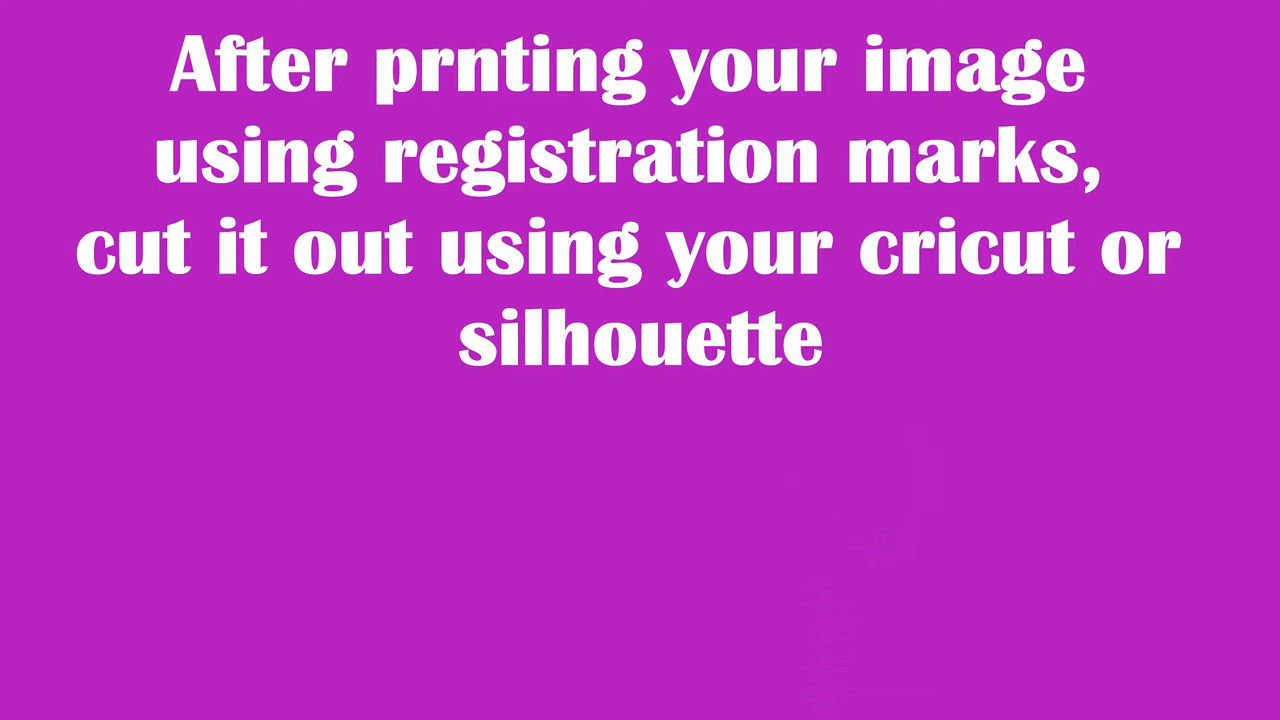 After prnting your image
using registration marks,
cut it out using your cricut or
silhouette